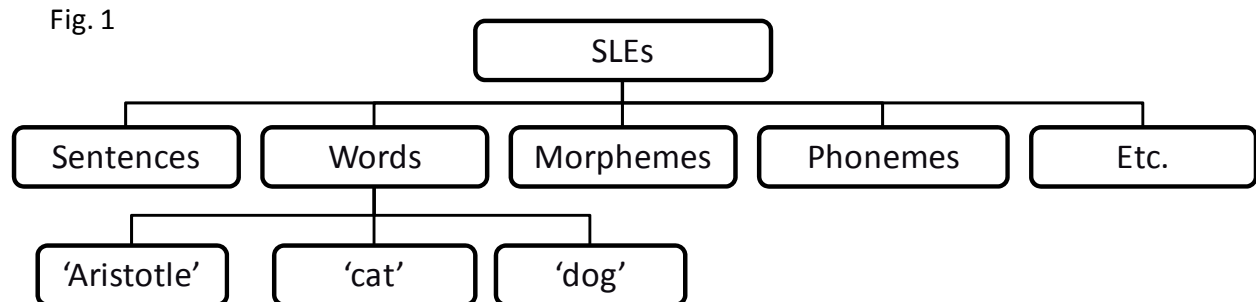 Fig. 1
SLEs
Sentences
Words
Morphemes
Phonemes
Etc.
‘Aristotle’
‘cat’
‘dog’